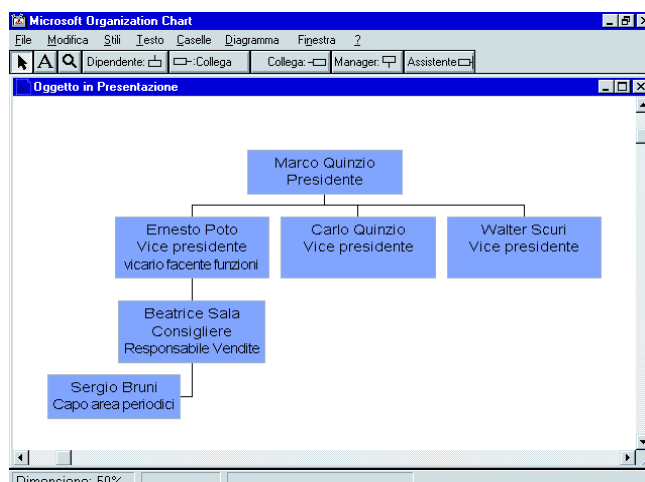 Microsoft Organization Chart
File Modifica Stili Testo Caselle Diagramma Finestra ?
A Dipendente: :Collega Collega: Manager: Assistente
Oggetto in Presentazione
Marco Quinzio
Presidente
Ernesto Poto
Vice presidente
vicario facente funzioni
Carlo Quinzio
Vice presidente
Walter Scuri
Vice presidente
Beatrice Sala
Consigliere
Responsabile Vendite
Sergio Bruni
Capo area periodici
Dimensione: 50%